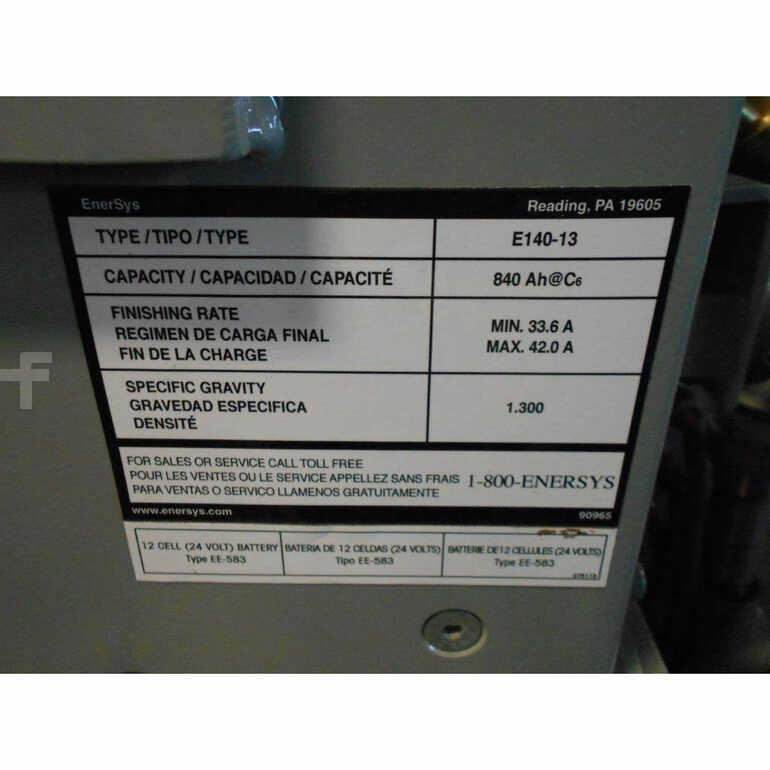 EnerSys Reading, PA 19605
TYPE / TIPO / TYPE E140-13
CAPACITY / CAPACIDAD / CAPACITÉ 840 Ah@C6
FINISHING RATE
REGIMEN DE CARGA FINAL
FIN DE LA CHARGE
MIN. 33.6 A
MAX. 42.0 A
SPECIFIC GRAVITY
GRAVEDAD ESPECIFICA
DENSITÉ
1.300
FOR SALES OR SERVICE CALL TOLL FREE
POUR LES VENTES OU LE SERVICE APPELLEZ SANS FRAIS
PARA VENTAS O SERVICO LLAMENOS GRATUITAMENTE
1-800-ENERSYS
www.enersys.com 90965
12 CELL (24 VOLT) BATTERY
Type EE-583
BATERIA DE 12 CELDAS (24 VOLTS)
Tipo EE-583
BATTERIE DE 12 CELLULES (24 VOLTS)
Type EE-583
f